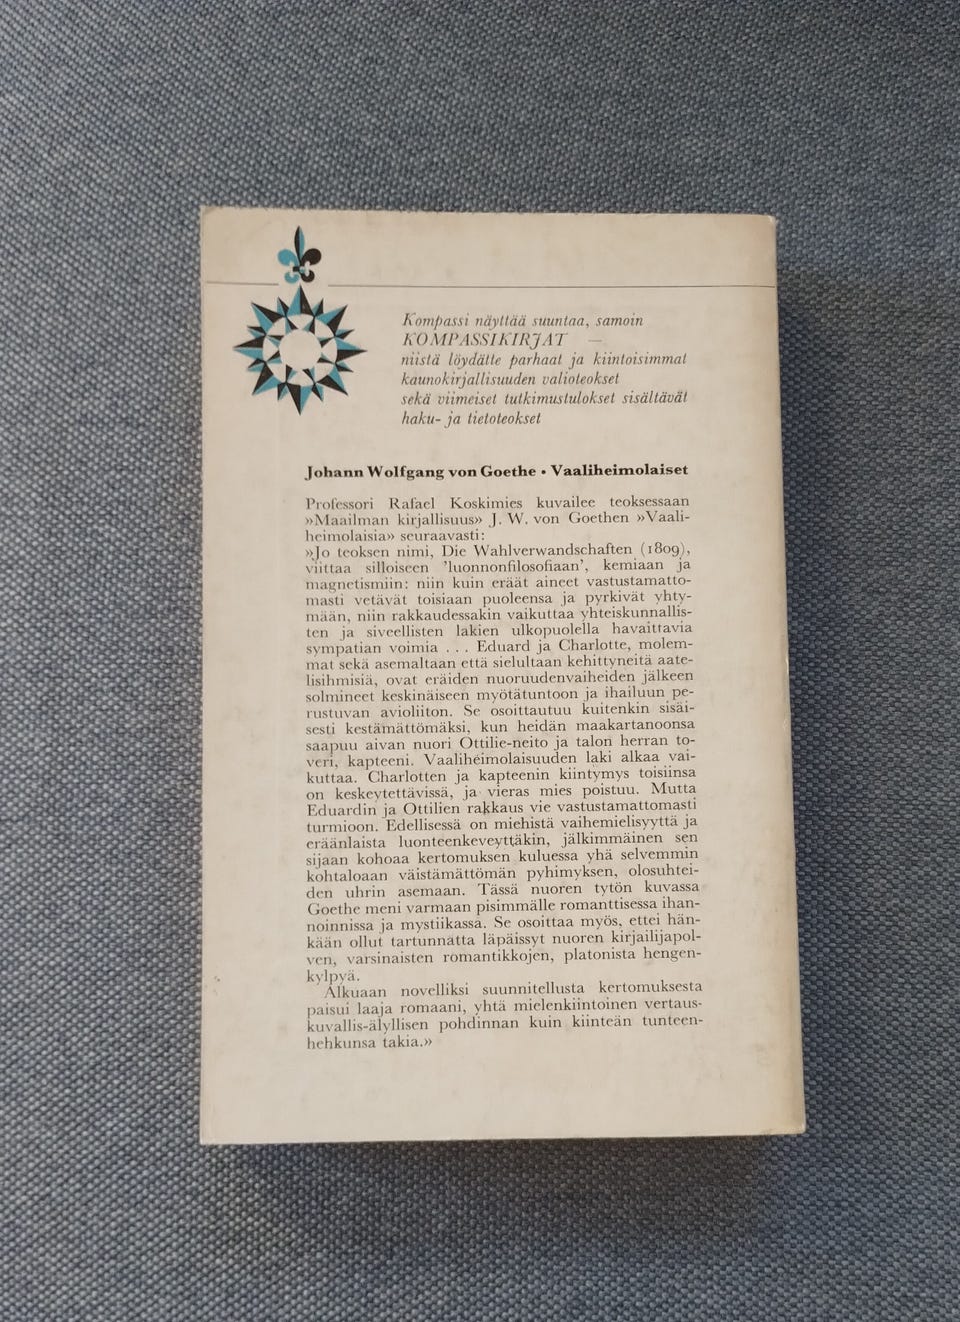 Kompassi näyttää suuntaa, samoin
KOMPASSIKIRJAT —
niistä löydätte parhaat ja kiintoisimmat
kaunokirjallisuuden valioteokset
sekä viimeiset tutkimustulokset sisältävät
haku- ja tietoteokset
Johann Wolfgang von Goethe • Vaaliheimolaiset
Professori Rafael Koskimies kuvailee teoksessaan
»Maailman kirjallisuus» J. W. von Goethen »Vaali-
heimolaisia» seuraavasti:
»Jo teoksen nimi, Die Wahlverwandschaften (1809),
viittaa silloiseen 'luonnonfilosofiaan', kemiaan ja
magnetismiin: niin kuin eräät aineet vastustamatto-
masti vetävät toisiaan puoleensa ja pyrkivät yhty-
mään, niin rakkaudessakin vaikuttaa yhteiskunnallis-
ten ja siveellisten lakien ulkopuolella havaittavia
sympatian voimia . . . Eduard ja Charlotte, molem-
mat sekä asemaltaan että sielultaan kehittyneitä aate-
lisihmisiä, ovat eräiden nuoruudenvaiheiden jälkeen
solmineet keskinäiseen myötätuntoon ja ihailuun pe-
rustuvan avioliiton. Se osoittautuu kuitenkin sisäi-
sesti kestämättömäksi, kun heidän maakartanoonsa
saapuu aivan nuori Ottilie-neito ja talon herran to-
veri, kapteeni. Vaaliheimolaisuuden laki alkaa vai-
kuttaa. Charlotten ja kapteenin kiintymys toisiinsa
on keskeytettävissä, ja vieras mies poistuu. Mutta
Eduardin ja Ottilien rakkaus vie vastustamattomasti
turmioon. Edellisessä on miehistä vaihemielisyyttä ja
eräänlaista luonteenkeveyttäkin, jälkimmäinen sen
sijaan kohoaa kertomuksen kuluessa yhä selvemmin
kohtaloaan väistämättömän pyhimyksen, olosuhtei-
den uhrin asemaan. Tässä nuoren tytön kuvassa
Goethe meni varmaan pisimmälle romanttisessa ihan-
noinnissa ja mystiikassa. Se osoittaa myös, ettei hän-
kään ollut tartunnatta läpäissyt nuoren kirjailijapol-
ven, varsinaisten romantikkojen, platonista hengen-
kylpyä.
Alkuaan novelliksi suunnitellusta kertomuksesta
paisui laaja romaani, yhtä mielenkiintoinen vertaus-
kuvallis-älyllisen pohdinnan kuin kiinteän tunteen-
hehkunsa takia.»